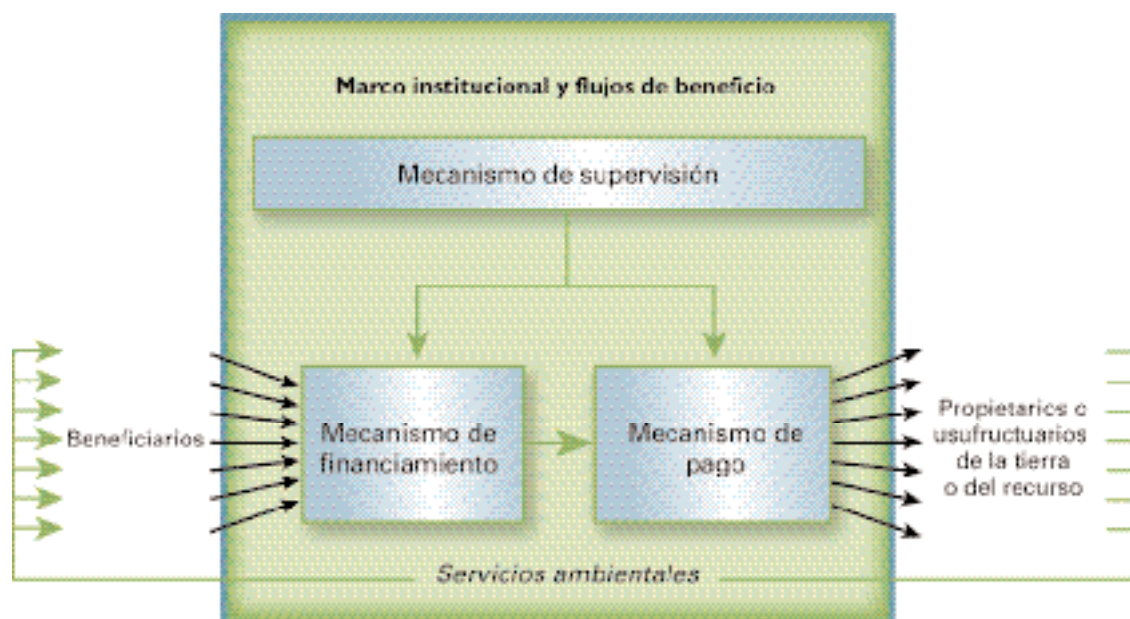 Marco institucional y flujos de beneficio
Mecanismo de supervisión
Beneficiarios
Mecanismo de
financiamiento
Mecanismo de
pago
Propietarios o
usufructuarios
de la tierra
o del recurso
Servicios ambientales